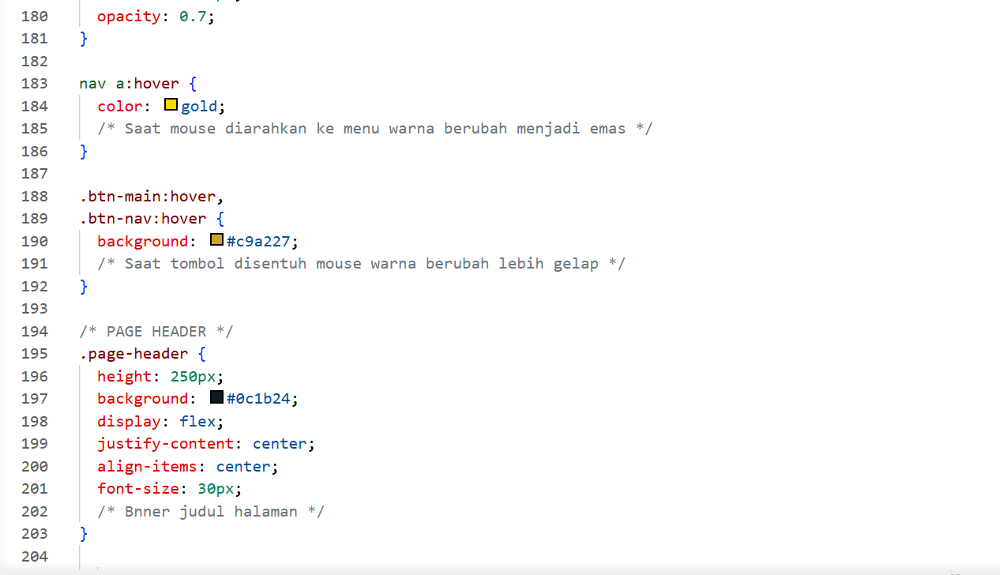 180 opacity: 0.7;
181 }
182
183 nav a:hover {
184 color: gold;
185 /* Saat mouse diarahkan ke menu warna berubah menjadi emas */
186 }
187
188 .btn-main:hover,
189 .btn-nav:hover {
190 background: #c9a227;
191 /* Saat tombol disentuh mouse warna berubah lebih gelap */
192 }
193
194 /* PAGE HEADER */
195 .page-header {
196 height: 250px;
197 background: #0c1b24;
198 display: flex;
199 justify-content: center;
200 align-items: center;
201 font-size: 30px;
202 /* Bnner judul halaman */
203 }
204